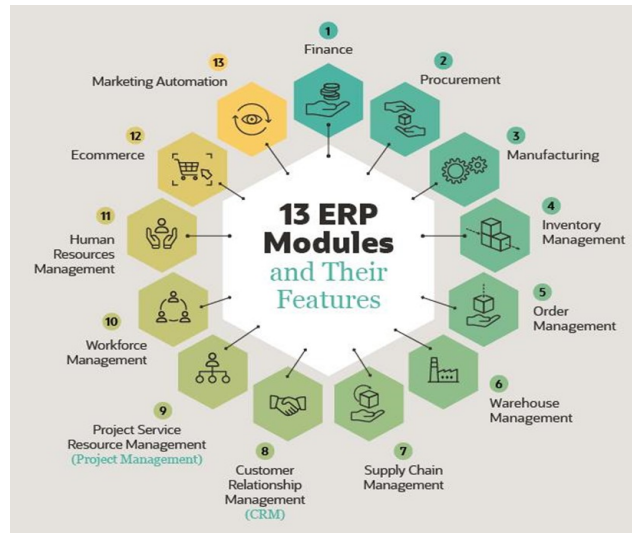 13 ERP
Modules
and Their
Features
1
Finance
2
Procurement
3
Manufacturing
4
Inventory
Management
5
Order
Management
6
Warehouse
Management
7
Supply Chain
Management
8
Customer
Relationship
Management
(CRM)
9
Project Service
Resource Management
(Project Management)
10
Workforce
Management
11
Human
Resources
Management
12
Ecommerce
13
Marketing Automation